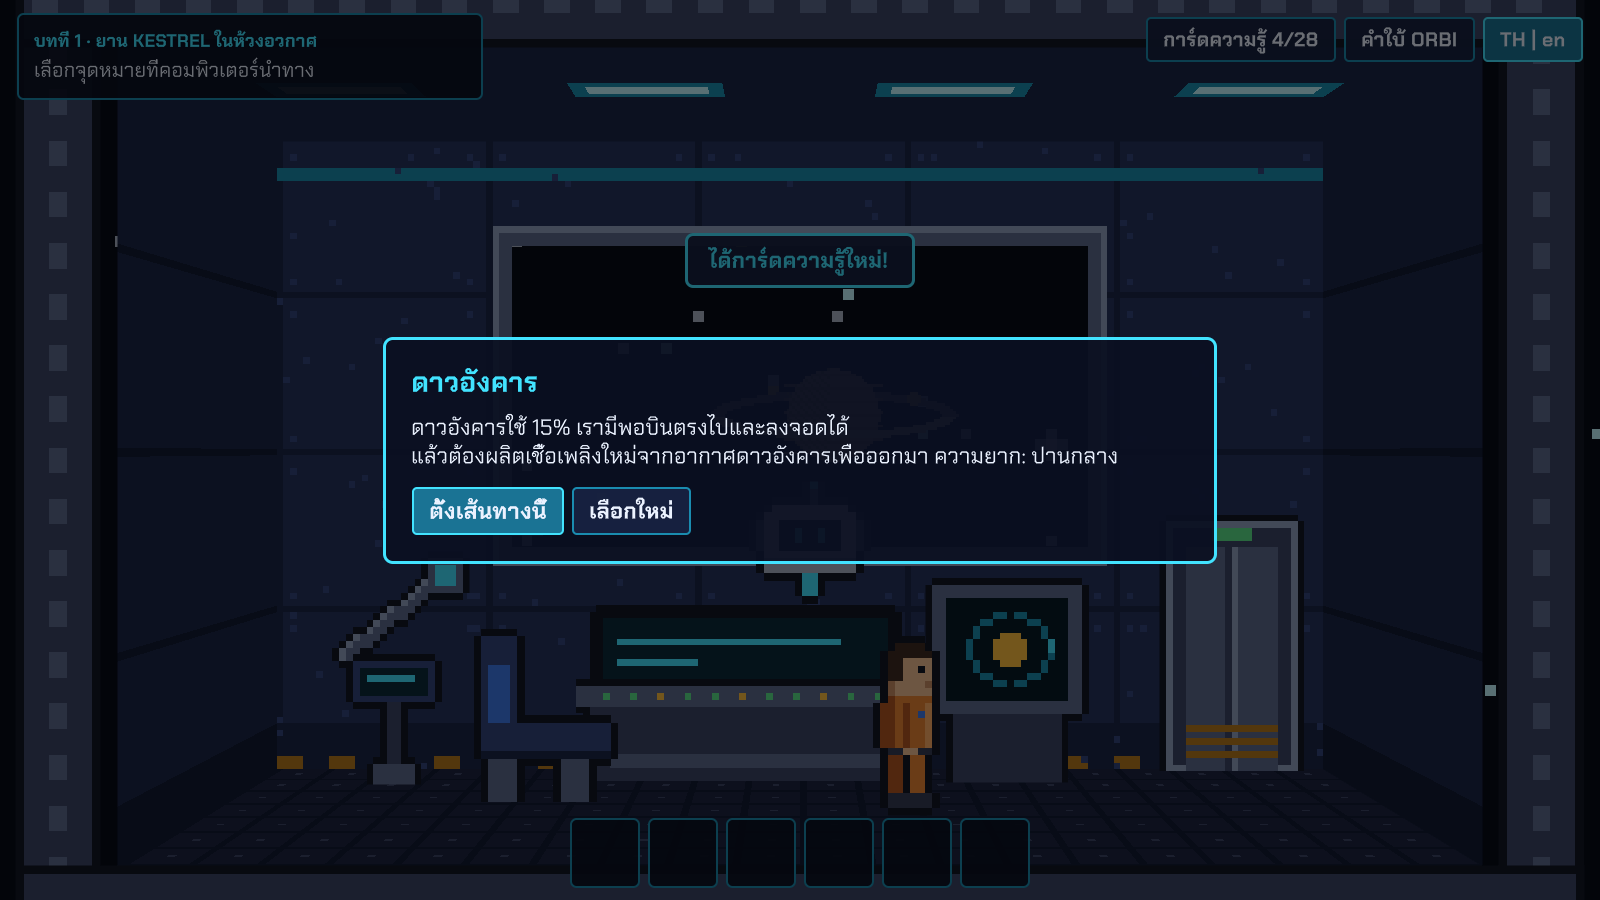 บทที่ 1 · ยาน KESTREL ในห้วงอวกาศ
เลือกจุดหมายที่คอมพิวเตอร์นำทาง
การ์ดความรู้ 4/28
คำใบ้ ORBI
TH | en
ได้การ์ดความรู้ใหม่!
ดาวอังคาร
ดาวอังคารใช้ 15% เรามีพอบินตรงไปและลงจอดได้
แล้วต้องผลิตเชื้อเพลิงใหม่จากอากาศดาวอังคารเพื่อออกมา ความยาก: ปานกลาง
ตั้งเส้นทางนี้
เลือกใหม่